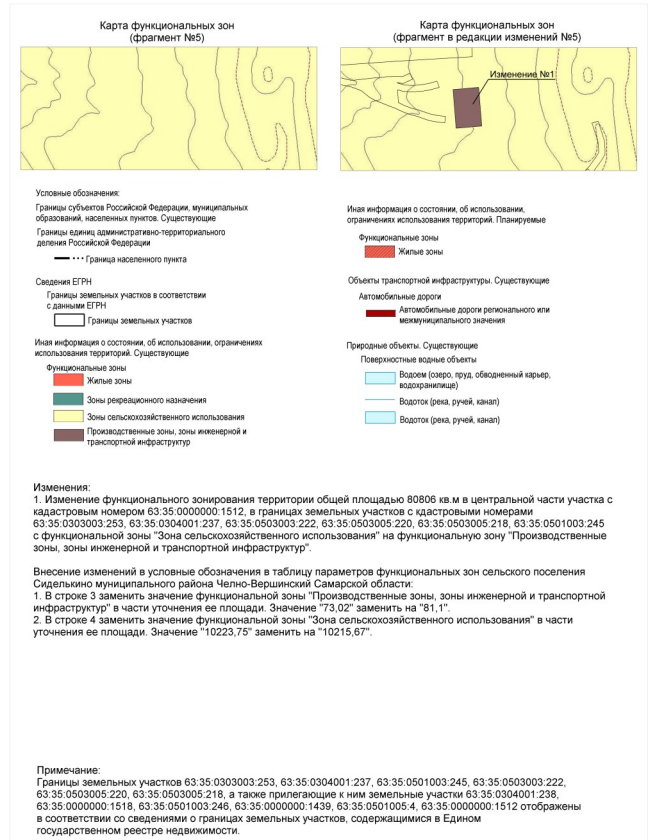 Карта функциональных зон
(фрагмент №5)
Карта функциональных зон
(фрагмент в редакции изменений №5)
Изменение №1
Условные обозначения:
Границы субъектов Российской Федерации, муниципальных
образований, населенных пунктов. Существующие
Границы единиц административно-территориального
деления Российской Федерации
Граница населенного пункта
Сведения ЕГРН
Границы земельных участков в соответствии
с данными ЕГРН
Границы земельных участков
Иная информация о состоянии, об использовании, ограничениях
использования территорий. Существующие
Функциональные зоны
Жилые зоны
Зоны рекреационного назначения
Зоны сельскохозяйственного использования
Производственные зоны, зоны инженерной и
транспортной инфраструктур
Иная информация о состоянии, об использовании,
ограничениях использования территорий. Планируемые
Функциональные зоны
Жилые зоны
Объекты транспортной инфраструктуры. Существующие
Автомобильные дороги
Автомобильные дороги регионального или
межмуниципального значения
Природные объекты. Существующие
Поверхностные водные объекты
Водоем (озеро, пруд, обводненный карьер,
водохранилище)
Водоток (река, ручей, канал)
Водоток (река, ручей, канал)
Изменения:
1. Изменение функционального зонирования территории общей площадью 80806 кв.м в центральной части участка с
кадастровым номером 63:35:0000000:1512, в границах земельных участков с кдастровыми номерами
63:35:0303003:253, 63:35:0304001:237, 63:35:0503003:222, 63:35:0503005:220, 63:35:0503005:218, 63:35:0501003:245
с функциональной зоны "Зона сельскохозяйственного использования" на функциональную зону "Производственные
зоны, зоны инженерной и транспортной инфраструктур".
Внесение изменений в условные обозначения в таблицу параметров функциональных зон сельского поселения
Сиделькино муниципального района Челно-Вершинский Самарской области:
1. В строке 3 заменить значение функциональной зоны "Производственные зоны, зоны инженерной и транспортной
инфраструктур" в части уточнения ее площади. Значение "73,02" заменить на "81,1".
2. В строке 4 заменить значение функциональной зоны "Зона сельскохозяйственного использования" в части
уточнения ее площади. Значение "10223,75" заменить на "10215,67".
Примечание:
Границы земельных участков 63:35:0303003:253, 63:35:0304001:237, 63:35:0501003:245, 63:35:0503003:222,
63:35:0503005:220, 63:35:0503005:218, а также прилегающие к ним земельные участки 63:35:0304001:238,
63:35:0000000:1518, 63:35:0501003:246, 63:35:0000000:1439, 63:35:0501005:4, 63:35:0000000:1512 отображены
в соответствии со сведениями о границах земельных участков, содержащимися в Едином
государственном реестре недвижимости.